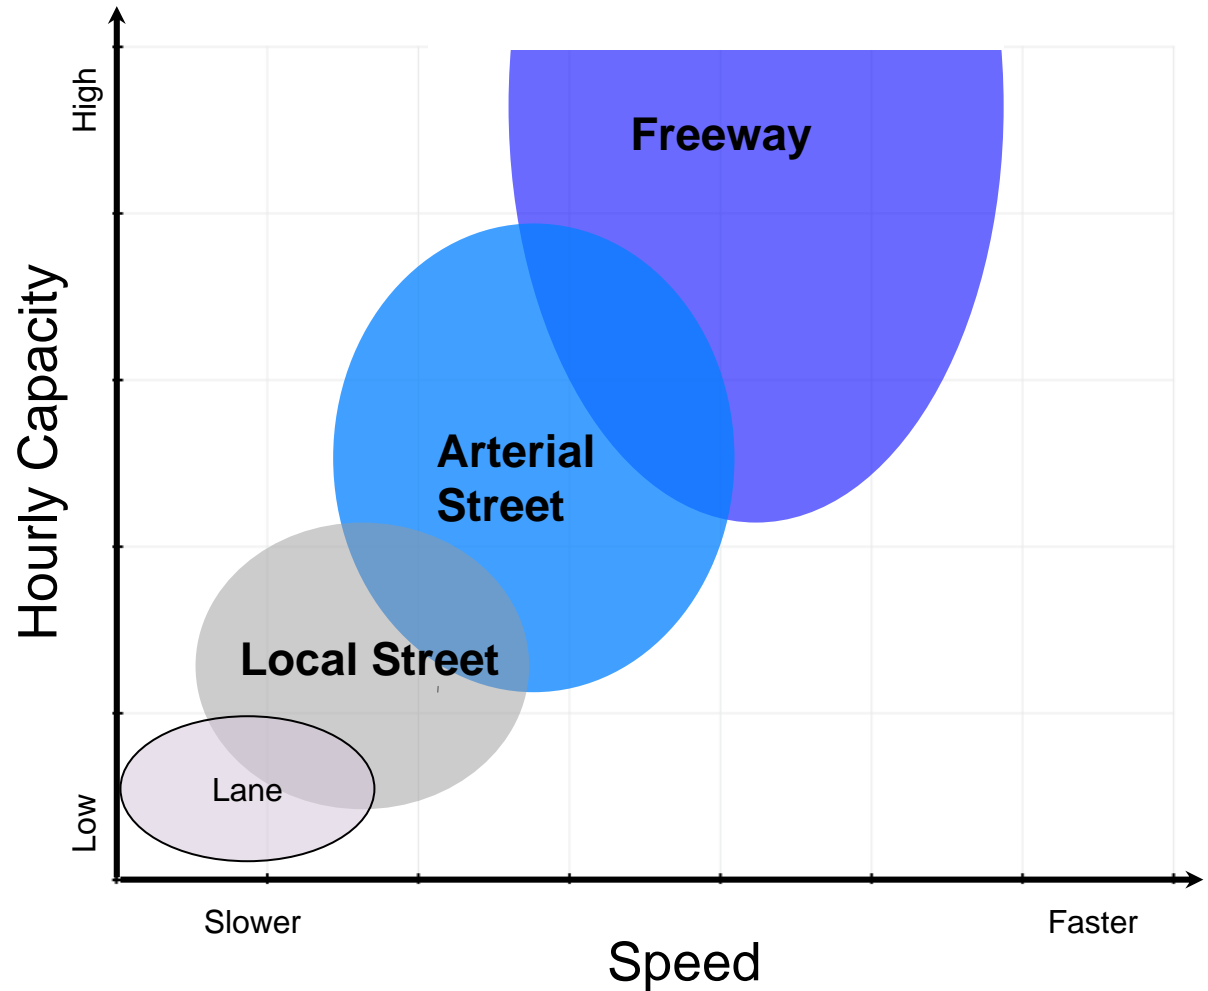 High
Freeway
Hourly Capacity
Arterial
Street
Local Street
Lane
Low
Slower
Faster
Speed